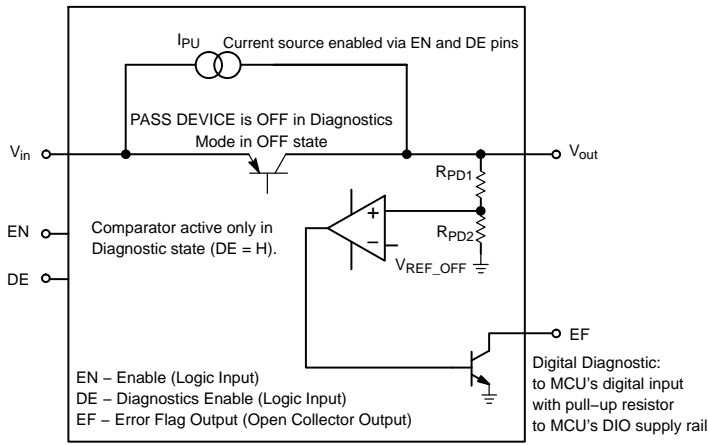 IPU
Current source enabled via EN and DE pins
PASS DEVICE is OFF in Diagnostics
Mode in OFF state
Vin
Vout
RPD1
EN
Comparator active only in
Diagnostic state (DE = H).
+
−
RPD2
VREF_OFF
DE
EF
EN − Enable (Logic Input)
DE − Diagnostics Enable (Logic Input)
EF − Error Flag Output (Open Collector Output)
Digital Diagnostic:
to MCU's digital input
with pull−up resistor
to MCU's DIO supply rail